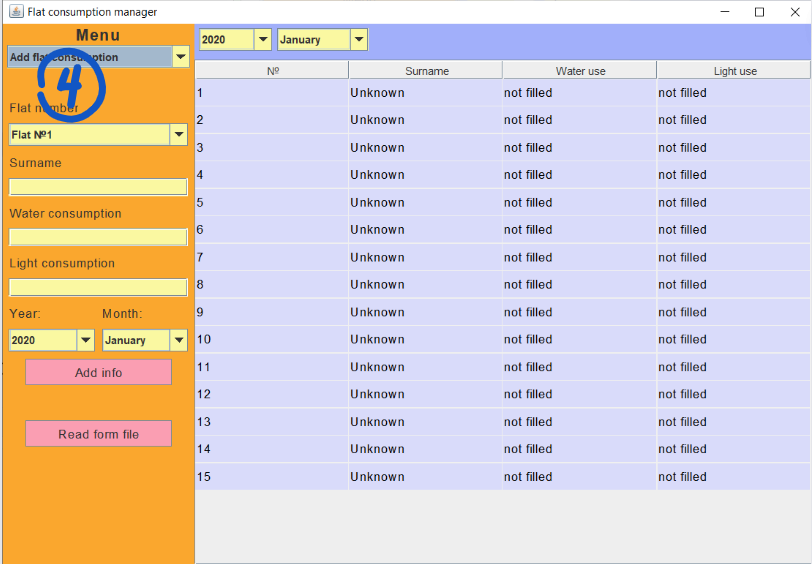 Flat consumption manager
Menu
Add flat consumption
4
Flat number
Flat №1
Surname
Water consumption
Light consumption
Year: Month:
2020 January
Add info
Read form file
2020 January
№ Surname Water use Light use
1 Unknown not filled not filled
2 Unknown not filled not filled
3 Unknown not filled not filled
4 Unknown not filled not filled
5 Unknown not filled not filled
6 Unknown not filled not filled
7 Unknown not filled not filled
8 Unknown not filled not filled
9 Unknown not filled not filled
10 Unknown not filled not filled
11 Unknown not filled not filled
12 Unknown not filled not filled
13 Unknown not filled not filled
14 Unknown not filled not filled
15 Unknown not filled not filled